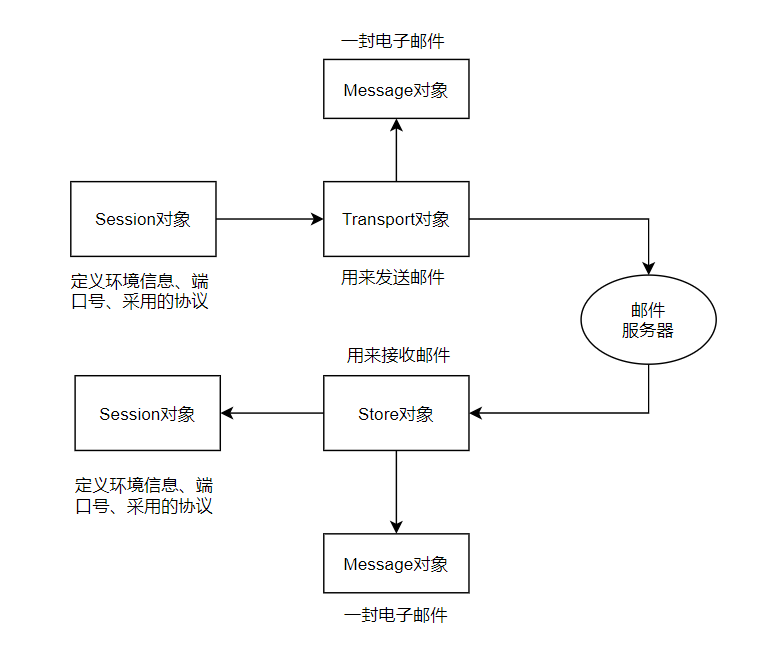 一封电子邮件
Message对象
Session对象
Transport对象
定义环境信息、端
口号、采用的协议
用来发送邮件
邮件
服务器
用来接收邮件
Session对象
Store对象
定义环境信息、端
口号、采用的协议
Message对象
一封电子邮件